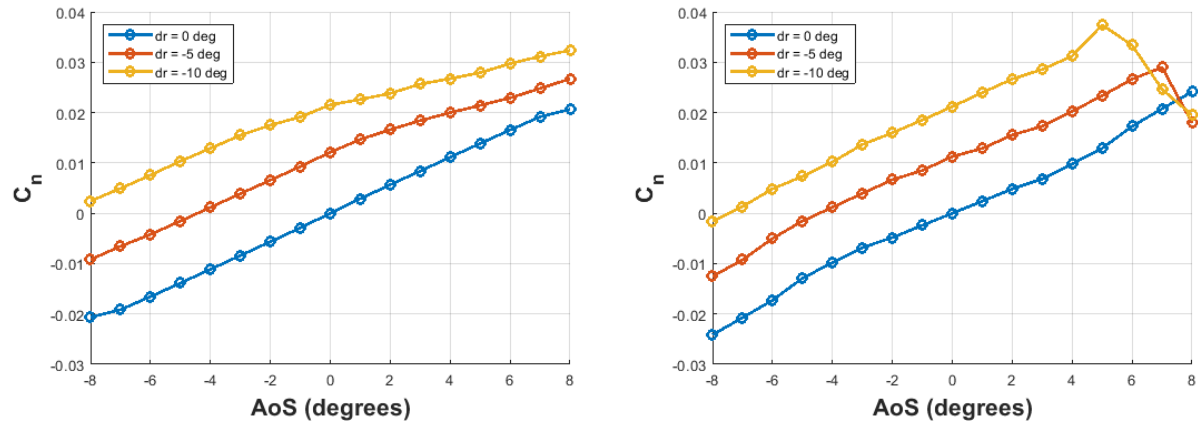 0.04
0.03
0.02
0.01
0
-0.01
-0.02
-0.03
C_n
dr = 0 deg
dr = -5 deg
dr = -10 deg
-8 -6 -4 -2 0 2 4 6 8
AoS (degrees)
0.04
0.03
0.02
0.01
0
-0.01
-0.02
-0.03
C_n
dr = 0 deg
dr = -5 deg
dr = -10 deg
-8 -6 -4 -2 0 2 4 6 8
AoS (degrees)